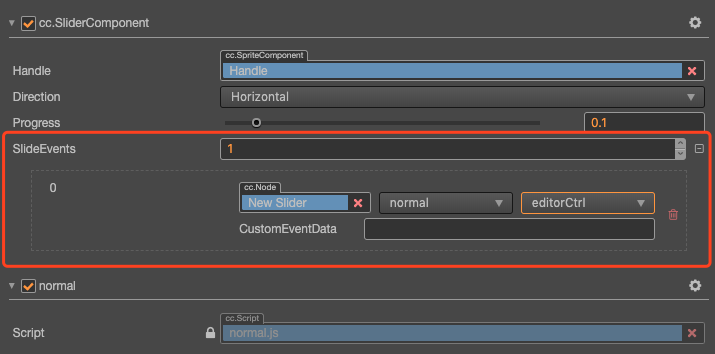 cc.SliderComponent
cc.SpriteComponent
Handle Handle
Direction Horizontal
Progress 0.1
SlideEvents 1
0
cc.Node
New Slider normal editorCtrl
CustomEventData
normal
cc.Script
Script normal.js